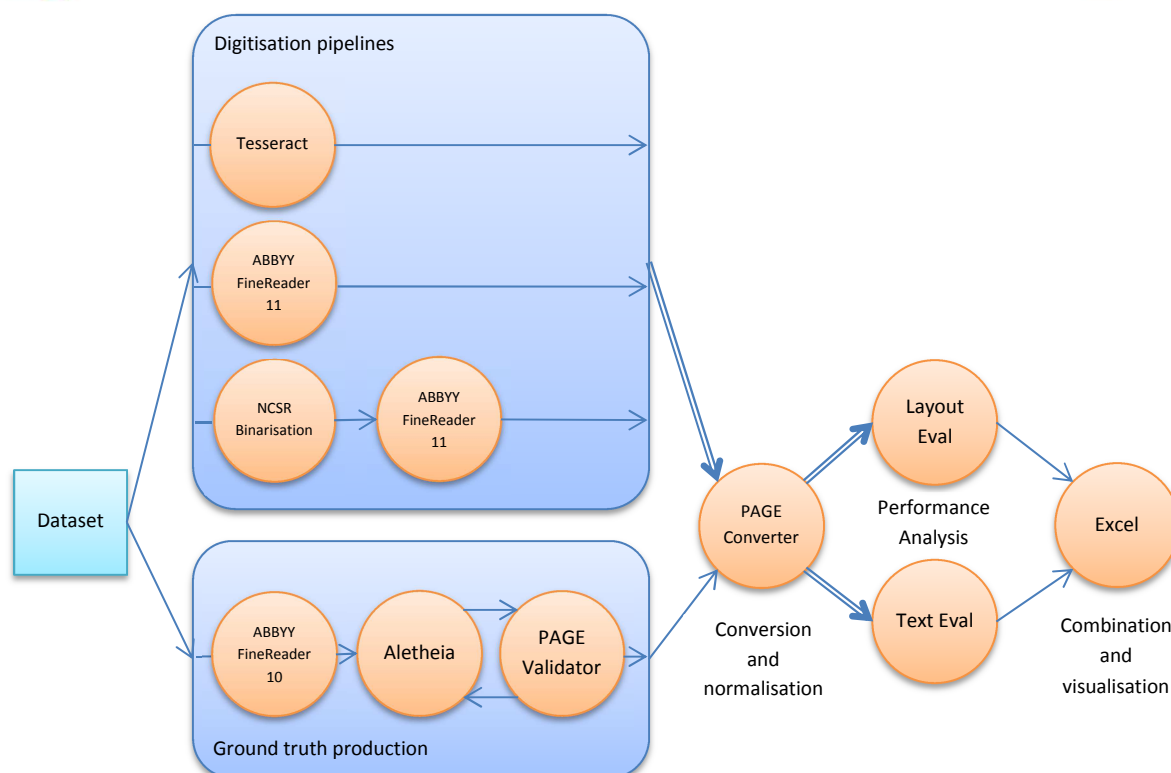 Digitisation pipelines
Tesseract
ABBYY
FineReader
11
NCSR
Binarisation
ABBYY
FineReader
11
Dataset
ABBYY
FineReader
10
Aletheia
PAGE
Validator
Ground truth production
PAGE
Converter
Conversion
and
normalisation
Layout
Eval
Performance
Analysis
Text Eval
Excel
Combination
and
visualisation